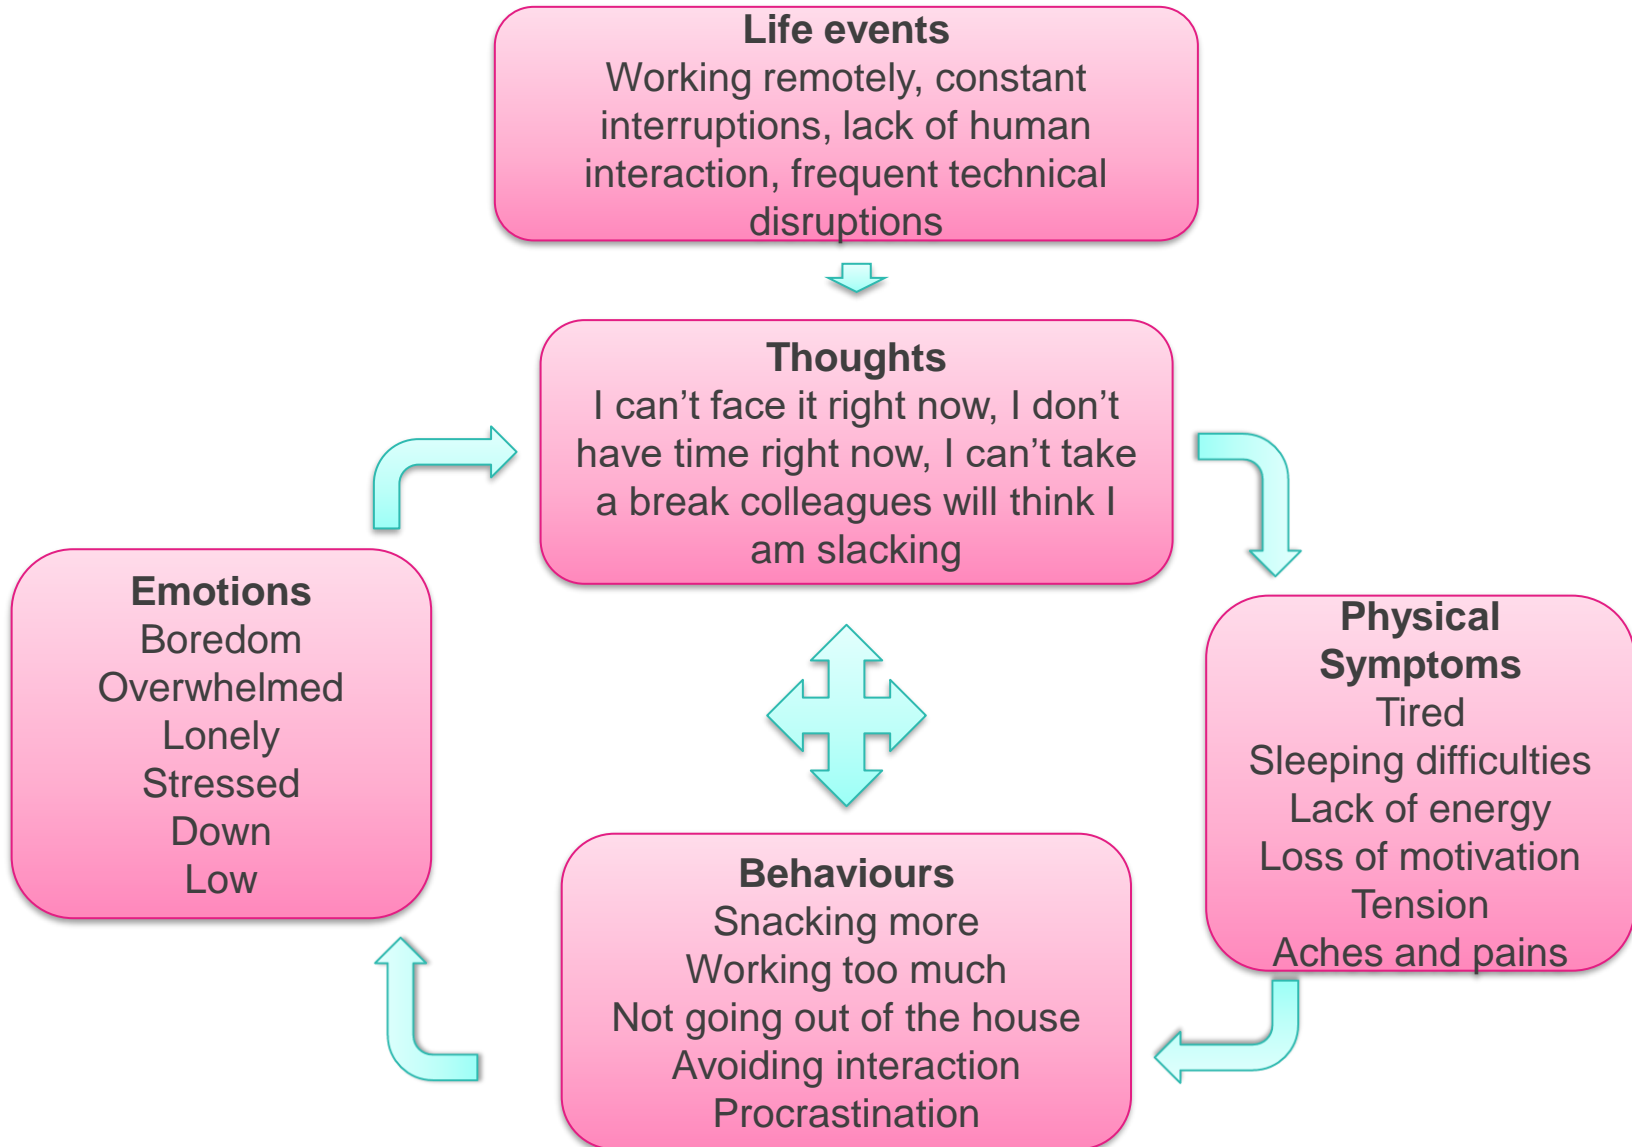 Life events
Working remotely, constant
interruptions, lack of human
interaction, frequent technical
disruptions
Thoughts
I can’t face it right now, I don’t
have time right now, I can’t take
a break colleagues will think I
am slacking
Emotions
Boredom
Overwhelmed
Lonely
Stressed
Down
Low
Physical
Symptoms
Tired
Sleeping difficulties
Lack of energy
Loss of motivation
Tension
Aches and pains
Behaviours
Snacking more
Working too much
Not going out of the house
Avoiding interaction
Procrastination